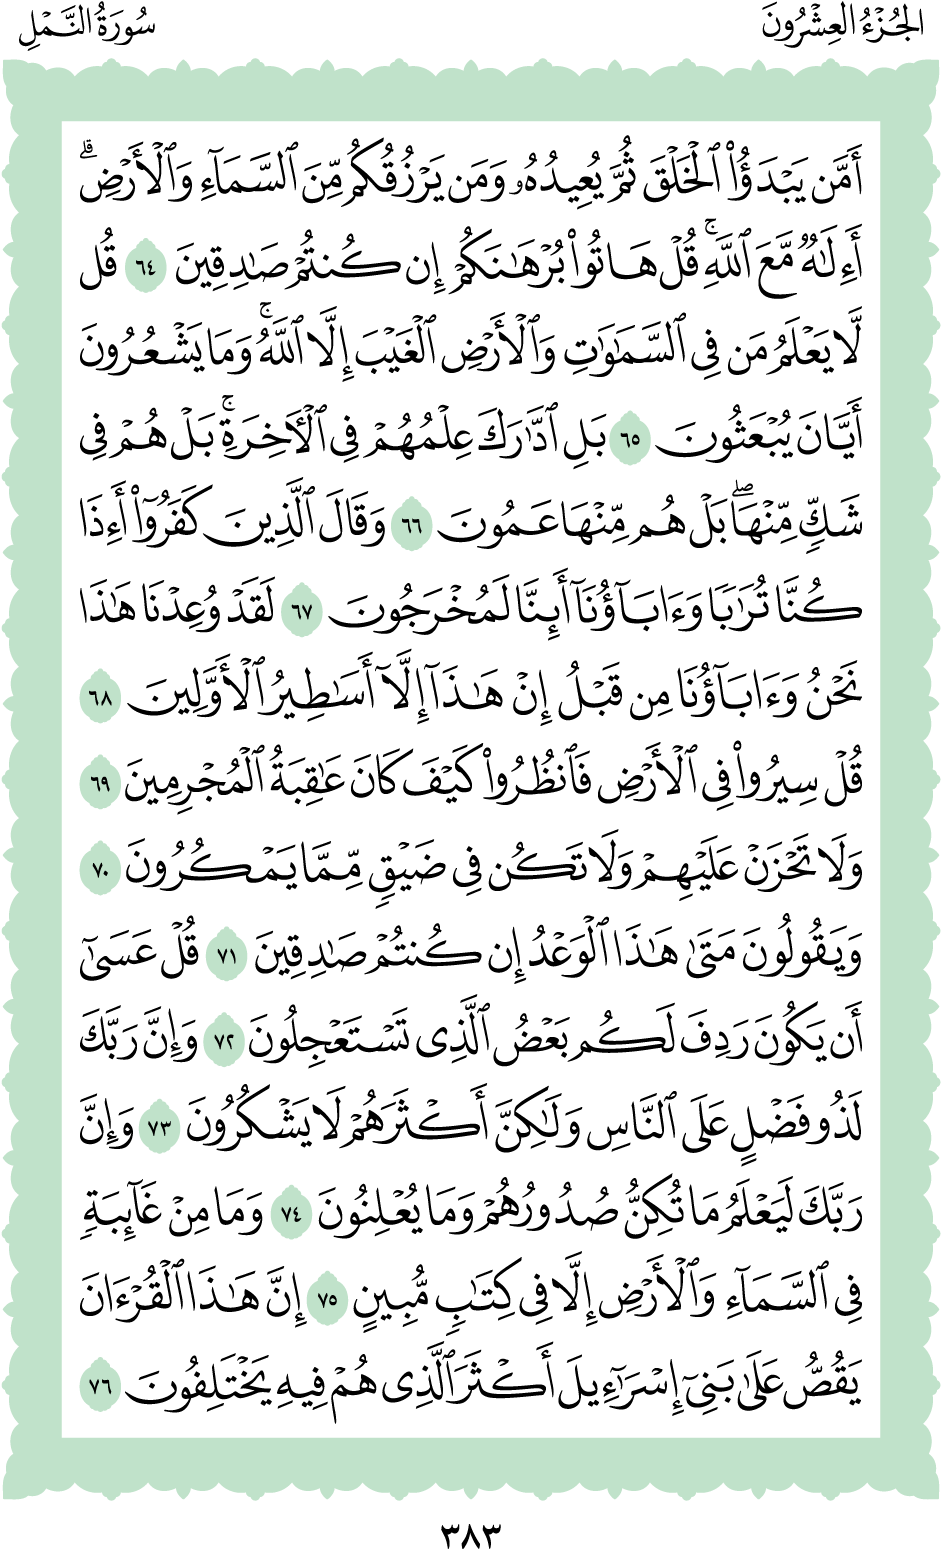 الجُزْءُ العِشْرُونَ
سُورَةُ النَّمْلِ
أَمَّن يَبْدَؤُا۟ ٱلْخَلْقَ ثُمَّ يُعِيدُهُۥ وَمَن يَرْزُقُكُم مِّنَ ٱلسَّمَآءِ وَٱلْأَرْضِ ۗ
أَءِلَٰهٌ مَّعَ ٱللَّهِ ۚ قُلْ هَاتُوا۟ بُرْهَٰنَكُمْ إِن كُنتُمْ صَٰدِقِينَ ٦٤ قُل
لَّا يَعْلَمُ مَن فِى ٱلسَّمَٰوَٰتِ وَٱلْأَرْضِ ٱلْغَيْبَ إِلَّا ٱللَّهُ ۚ وَمَا يَشْعُرُونَ
أَيَّانَ يُبْعَثُونَ ٦٥ بَلِ ٱدَّٰرَكَ عِلْمُهُمْ فِى ٱلْءَاخِرَةِ ۚ بَلْ هُمْ فِى
شَكٍّ مِّنْهَا ۖ بَلْ هُم مِّنْهَا عَمُونَ ٦٦ وَقَالَ ٱلَّذِينَ كَفَرُوٓا۟ أَءِذَا
كُنَّا تُرَٰبًا وَءَابَآؤُنَآ أَئِنَّا لَمُخْرَجُونَ ٦٧ لَقَدْ وُعِدْنَا هَٰذَا
نَحْنُ وَءَابَآؤُنَا مِن قَبْلُ إِنْ هَٰذَآ إِلَّآ أَسَٰطِيرُ ٱلْأَوَّلِينَ ٦٨
قُلْ سِيرُوا۟ فِى ٱلْأَرْضِ فَٱنظُرُوا۟ كَيْفَ كَانَ عَٰقِبَةُ ٱلْمُجْرِمِينَ ٦٩
وَلَا تَحْزَنْ عَلَيْهِمْ وَلَا تَكُن فِى ضَيْقٍ مِّمَّا يَمْكُرُونَ ٧٠
وَيَقُولُونَ مَتَىٰ هَٰذَا ٱلْوَعْدُ إِن كُنتُمْ صَٰدِقِينَ ٧١ قُلْ عَسَىٰٓ
أَن يَكُونَ رَدِفَ لَكُم بَعْضُ ٱلَّذِى تَسْتَعْجِلُونَ ٧٢ وَإِنَّ رَبَّكَ
لَذُو فَضْلٍ عَلَى ٱلنَّاسِ وَلَٰكِنَّ أَكْثَرَهُمْ لَا يَشْكُرُونَ ٧٣ وَإِنَّ
رَبَّكَ لَيَعْلَمُ مَا تُكِنُّ صُدُورُهُمْ وَمَا يُعْلِنُونَ ٧٤ وَمَا مِنْ غَآئِبَةٍ
فِى ٱلسَّمَآءِ وَٱلْأَرْضِ إِلَّا فِى كِتَٰبٍ مُّبِينٍ ٧٥ إِنَّ هَٰذَا ٱلْقُرْءَانَ
يَقُصُّ عَلَىٰ بَنِىٓ إِسْرَٰٓءِيلَ أَكْثَرَ ٱلَّذِى هُمْ فِيهِ يَخْتَلِفُونَ ٧٦
٣٨٣